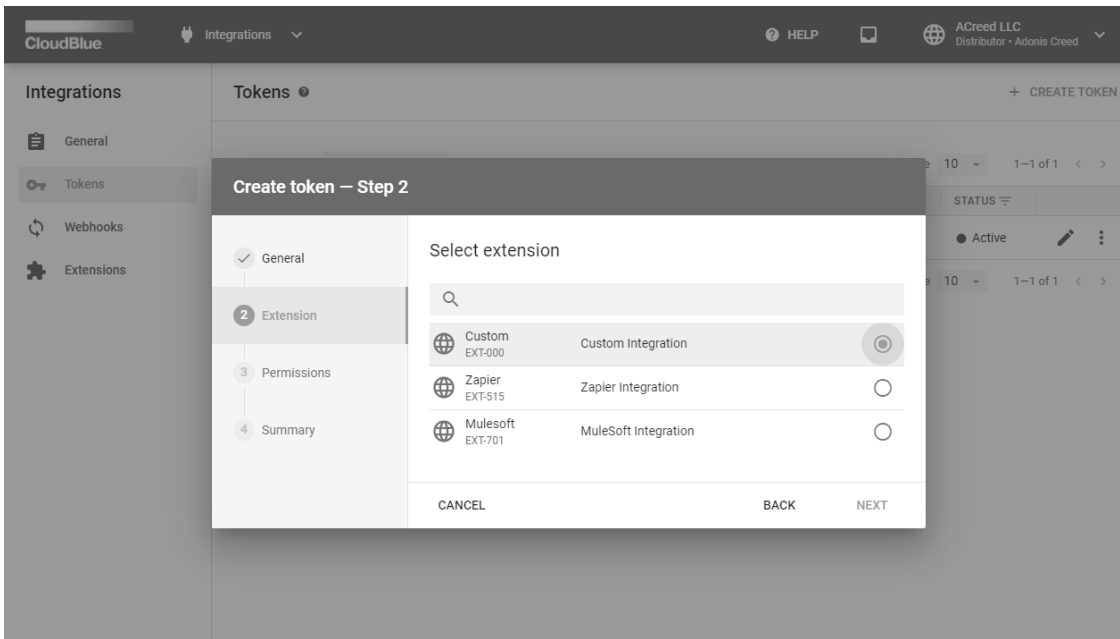 CloudBlue
Integrations
HELP
ACreed LLC
Distributor • Adonis Creed
Integrations
General
Tokens
Webhooks
Extensions
Tokens
+ CREATE TOKEN
e 10 1–1 of 1 < >
STATUS
Active
e 10 1–1 of 1 < >
Create token — Step 2
General
2 Extension
3 Permissions
4 Summary
Select extension
Custom
EXT-000
Custom Integration
Zapier
EXT-515
Zapier Integration
Mulesoft
EXT-701
MuleSoft Integration
CANCEL
BACK
NEXT